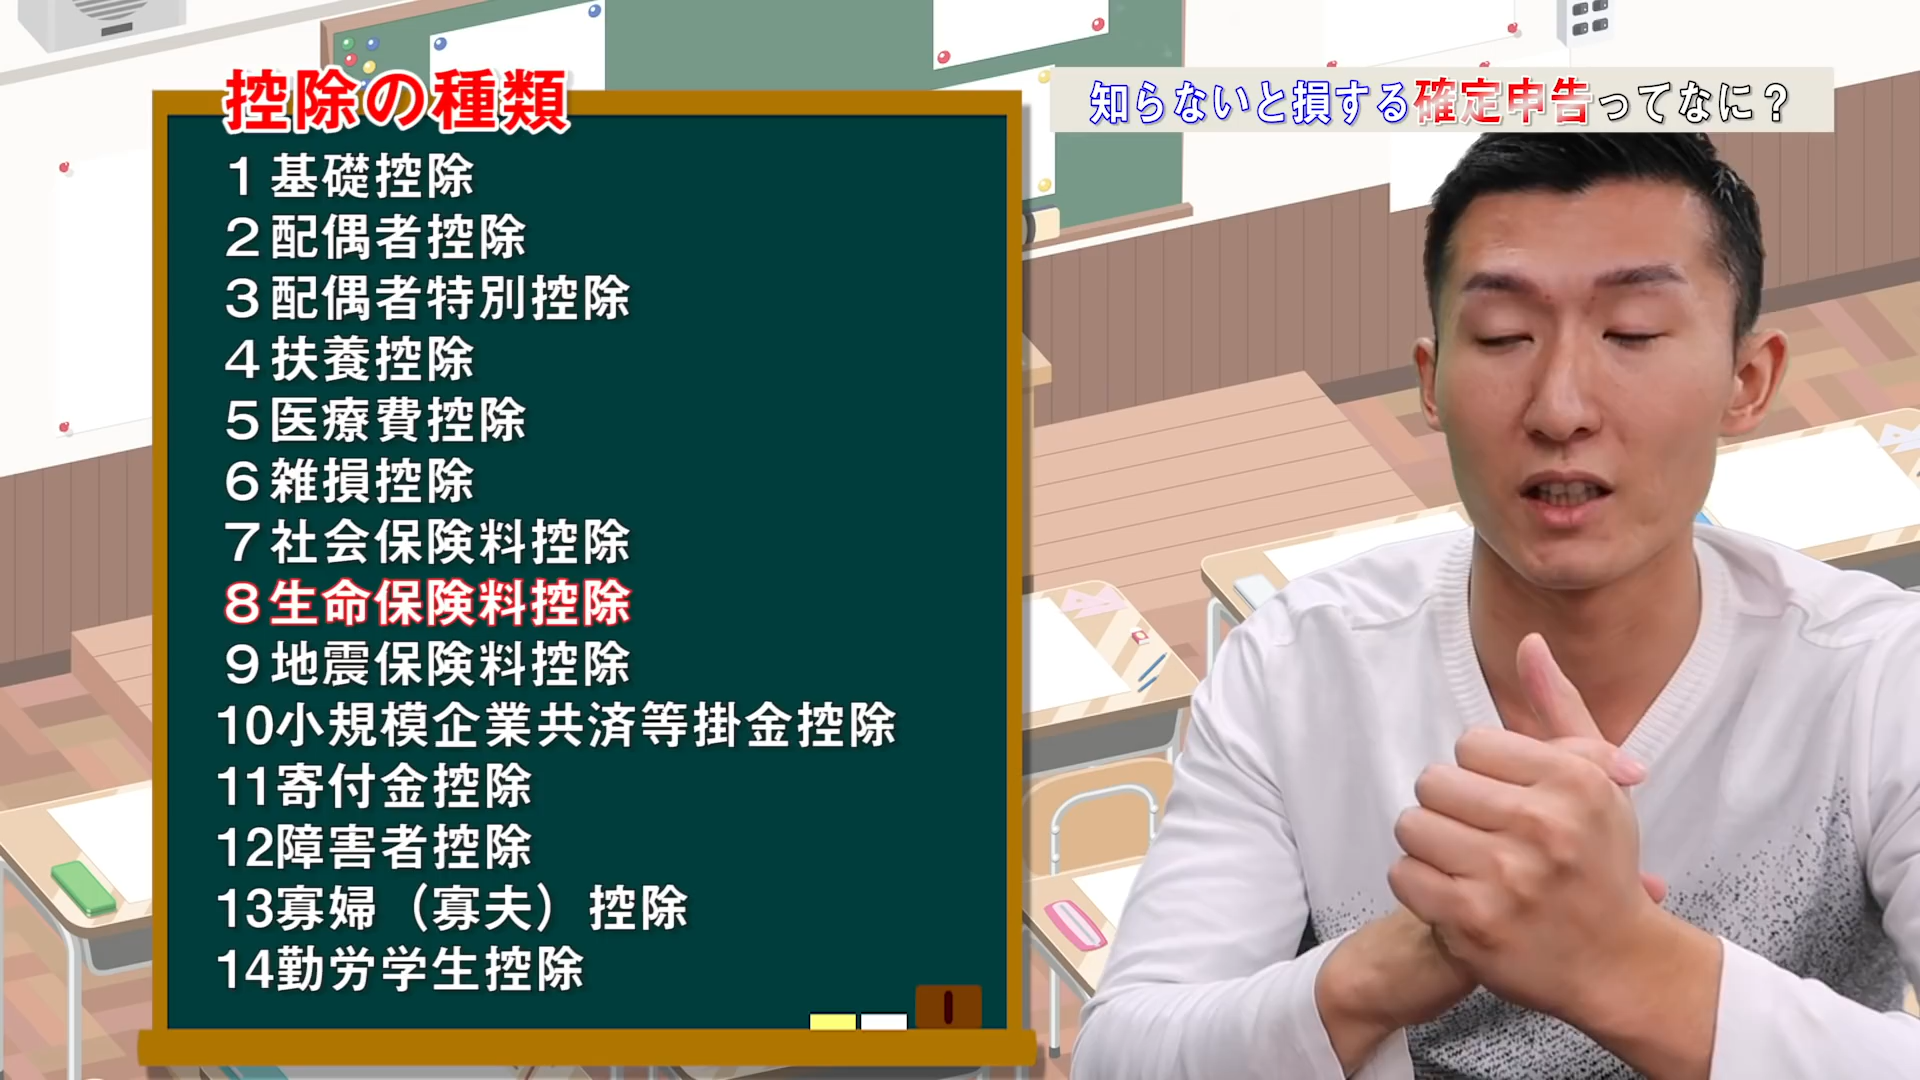 控除の種類
知らないと損する確定申告ってなに？
１基礎控除
２配偶者控除
３配偶者特別控除
４扶養控除
５医療費控除
６雑損控除
７社会保険料控除
８生命保険料控除
９地震保険料控除
10小規模企業共済等掛金控除
11寄付金控除
12障害者控除
13寡婦（寡夫）控除
14勤労学生控除